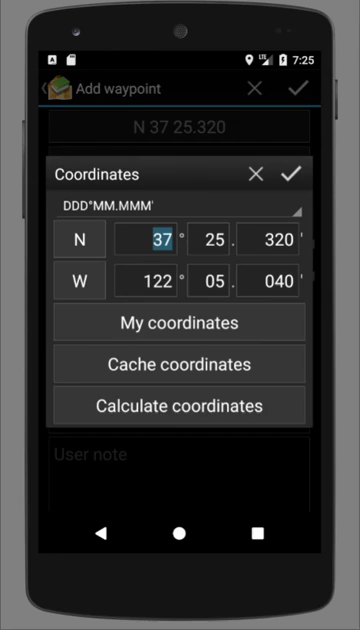 LTE 7:25
Add waypoint
N 37 25.320
Coordinates
DDD°MM.MMM'
N 37 ° 25 . 320 '
W 122 ° 05 . 040 '
My coordinates
Cache coordinates
Calculate coordinates
User note